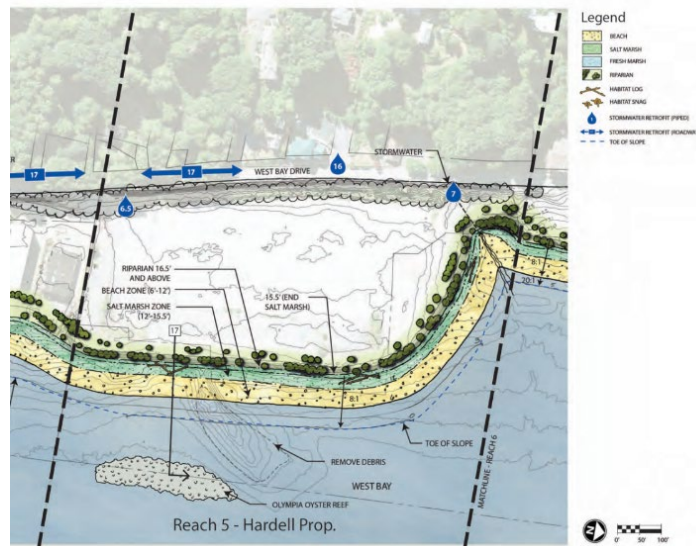 Legend
BEACH
SALT MARSH
FRESH MARSH
RIPARIAN
HABITAT LOG
HABITAT SNAG
STORMWATER RETROFIT (PIPED)
STORMWATER RETROFIT (ROADWAY
TOE OF SLOPE
ER
17
17
WEST BAY DRIVE
16
STORMWATER
6.5
7
RIPARIAN 16.5'
AND ABOVE
BEACH ZONE (6'-12')
SALT MARSH ZONE
(12'-15.5')
15.5' (END
SALT MARSH)
17
8:1
20:1
8:1
6
TOE OF SLOPE
REMOVE DEBRIS
WEST BAY
OLYMPIA OYSTER REEF
MATCHLINE - REACH 6
Reach 5 - Hardell Prop.
N
0' 50' 100'